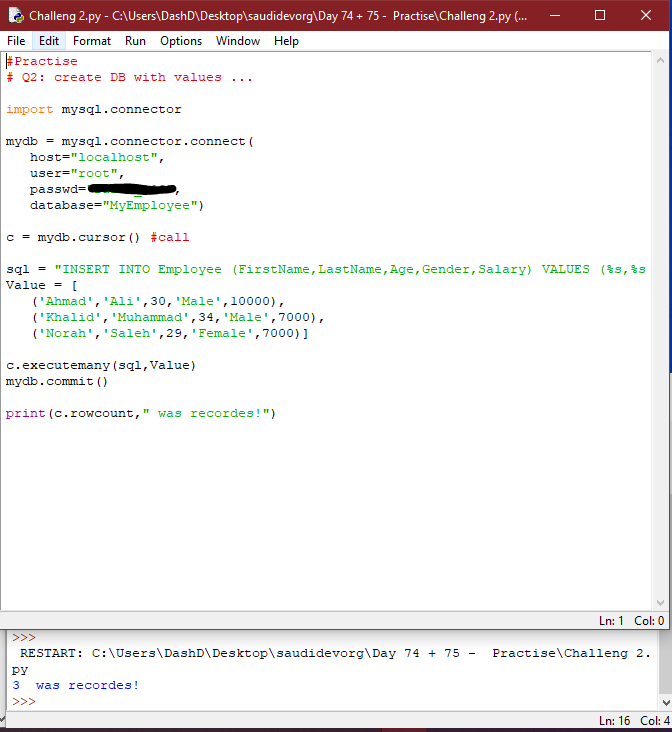 Challeng 2.py - C:\Users\DashD\Desktop\saudidevorg\Day 74 + 75 -  Practise\Challeng 2.py (...
File Edit Format Run Options Window Help
#Practise
# Q2: create DB with values ...
import mysql.connector
mydb = mysql.connector.connect(
host="localhost",
user="root",
passwd=
database="MyEmployee")
c = mydb.cursor() #call
sql = "INSERT INTO Employee (FirstName,LastName,Age,Gender,Salary) VALUES (%s,%s
Value = [
('Ahmad','Ali',30,'Male',10000),
('Khalid','Muhammad',34,'Male',7000),
('Norah','Saleh',29,'Female',7000)]
c.executemany(sql,Value)
mydb.commit()
print(c.rowcount," was recordes!")
Ln: 1 Col: 0
>>>
RESTART: C:\Users\DashD\Desktop\saudidevorg\Day 74 + 75 -  Practise\Challeng 2.
py
3  was recordes!
>>>
Ln: 16 Col: 4